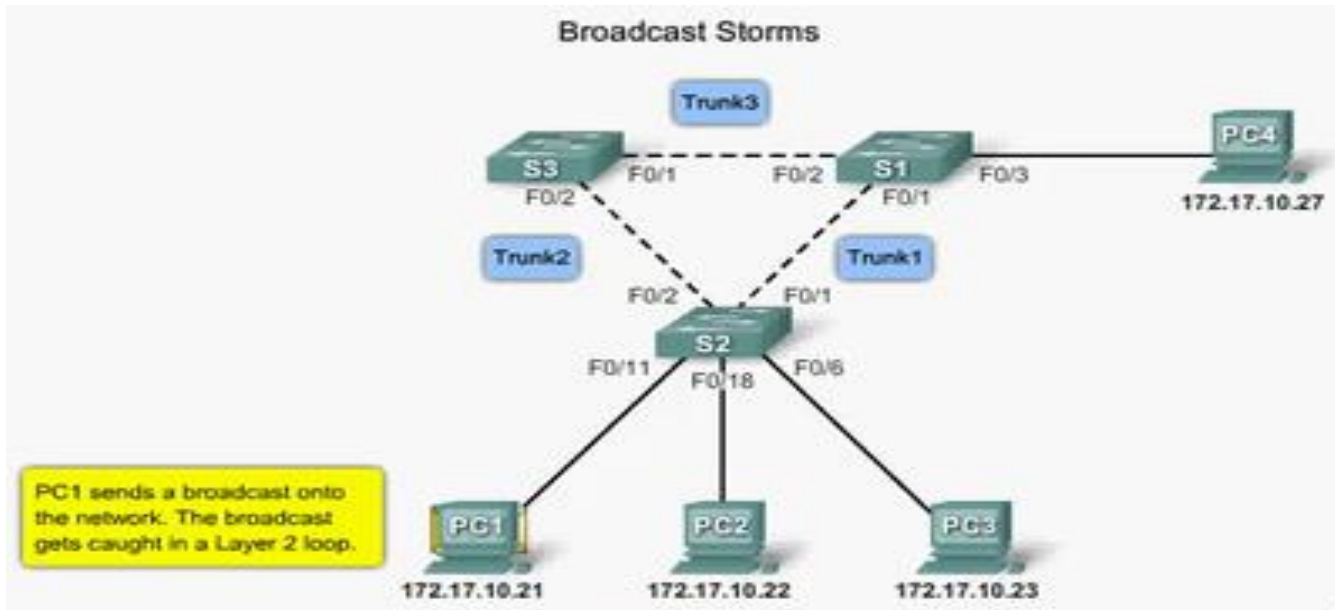 Broadcast Storms
Trunk3
PC4
S3
S1
F0/1
F0/2
F0/3
F0/2
F0/1
172.17.10.27
Trunk2
Trunk1
F0/2
F0/1
S2
F0/11
F0/18
F0/6
PC1 sends a broadcast onto
the network. The broadcast
gets caught in a Layer 2 loop.
PC1
PC2
PC3
172.17.10.21
172.17.10.22
172.17.10.23